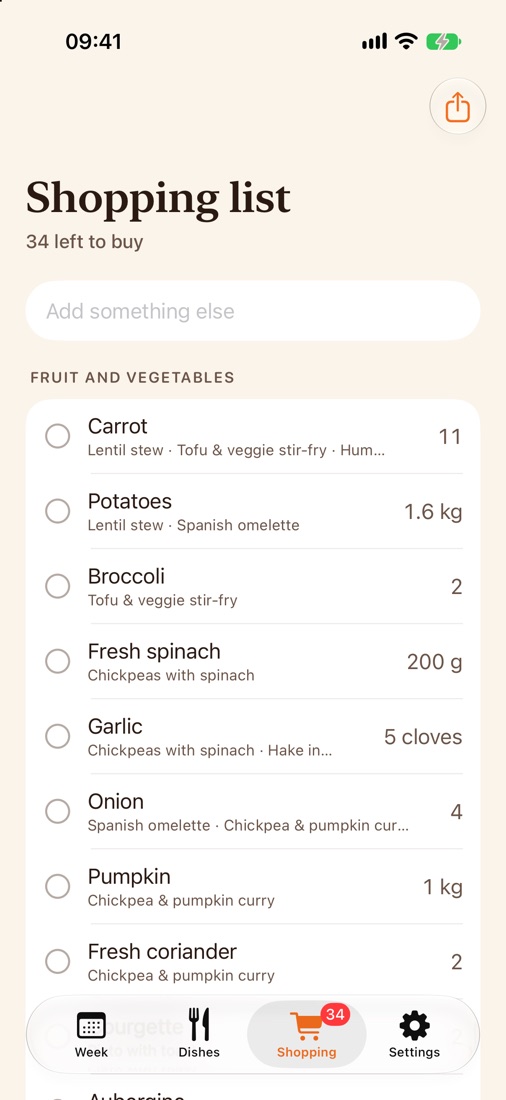 09:41
Shopping list
34 left to buy
Add something else
FRUIT AND VEGETABLES
Carrot
11
Lentil stew · Tofu & veggie stir-fry · Hum...
Potatoes
1.6 kg
Lentil stew · Spanish omelette
Broccoli
2
Tofu & veggie stir-fry
Fresh spinach
200 g
Chickpeas with spinach
Garlic
5 cloves
Chickpeas with spinach · Hake in...
Onion
4
Spanish omelette · Chickpea & pumpkin cur...
Pumpkin
1 kg
Chickpea & pumpkin curry
Fresh coriander
2
Chickpea & pumpkin curry
34
Week
Dishes
Shopping
Settings
Aubergine